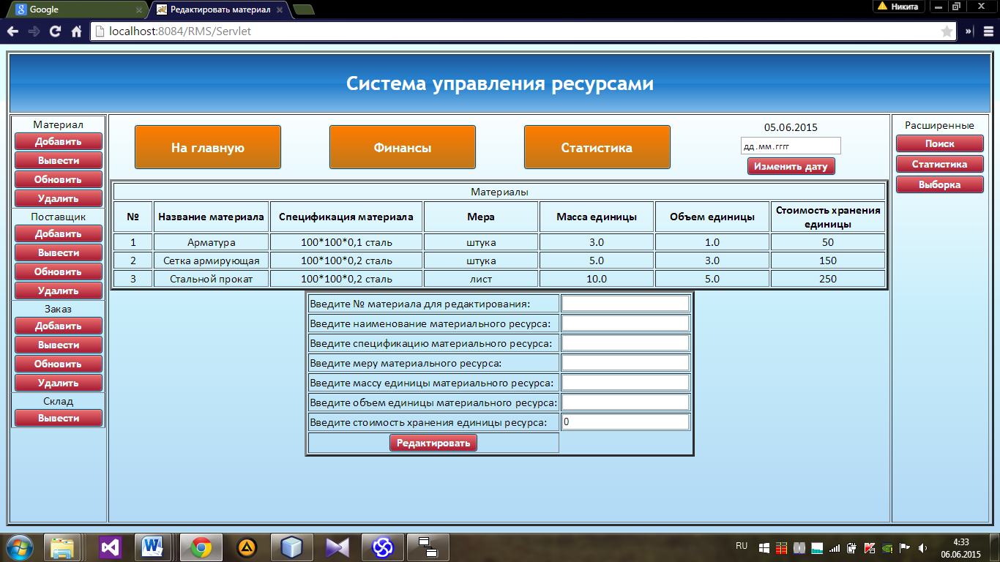 Google
Редактировать материал
Никита
localhost:8084/RMS/Servlet
Система управления ресурсами
Материал
Добавить
Вывести
Обновить
Удалить
Поставщик
Добавить
Вывести
Обновить
Удалить
Заказ
Добавить
Вывести
Обновить
Удалить
Склад
Вывести
На главную
Финансы
Статистика
05.06.2015
дд.мм.гггг
Изменить дату
Материалы
№ Название материала Спецификация материала Мера Масса единицы Объем единицы Стоимость хранения единицы
1 Арматура 100*100*0,1 сталь штука 3.0 1.0 50
2 Сетка армирующая 100*100*0,2 сталь штука 5.0 3.0 150
3 Стальной прокат 100*100*0,2 сталь лист 10.0 5.0 250
Введите № материала для редактирования:
Введите наименование материального ресурса:
Введите спецификацию материального ресурса:
Введите меру материального ресурса:
Введите массу единицы материального ресурса:
Введите объем единицы материального ресурса:
Введите стоимость хранения единицы ресурса: 0
Редактировать
Расширенные
Поиск
Статистика
Выборка
RU
4:33
06.06.2015